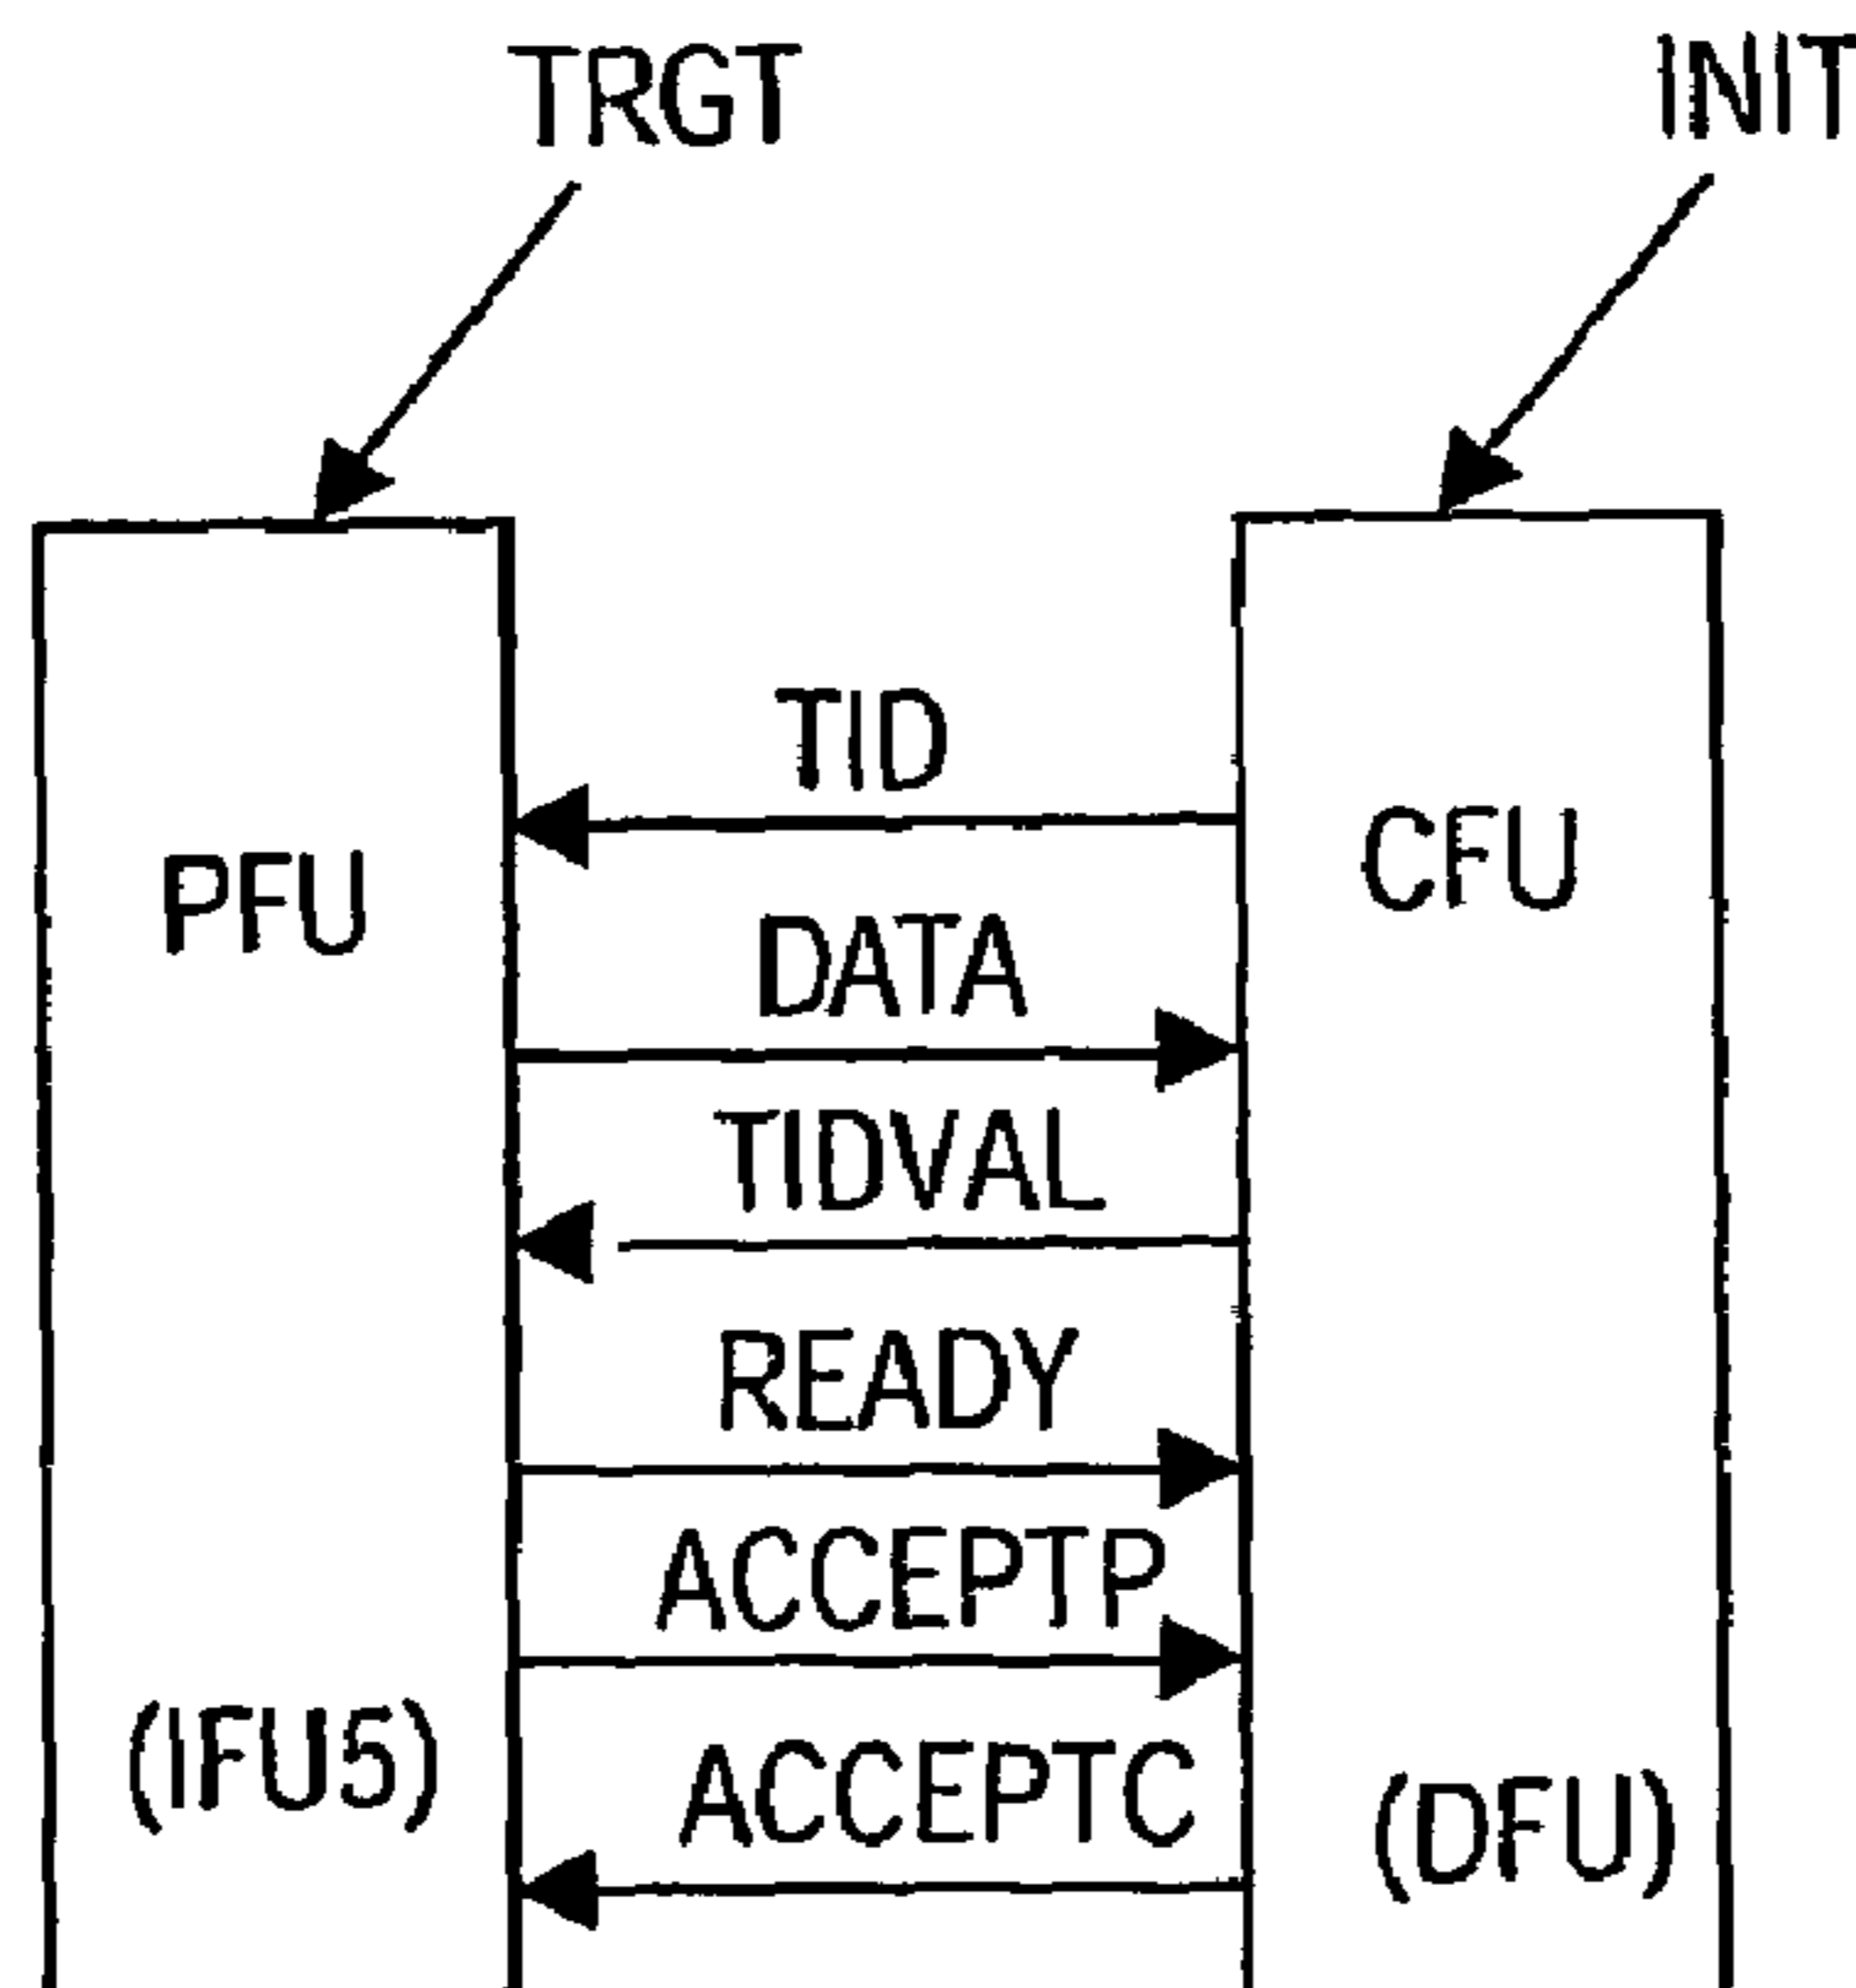 TRGT
INIT
TID
PFU
CFU
DATA
TIDVAL
READY
ACCEPTP
(IFU5)
ACCEPTC
(DFU)